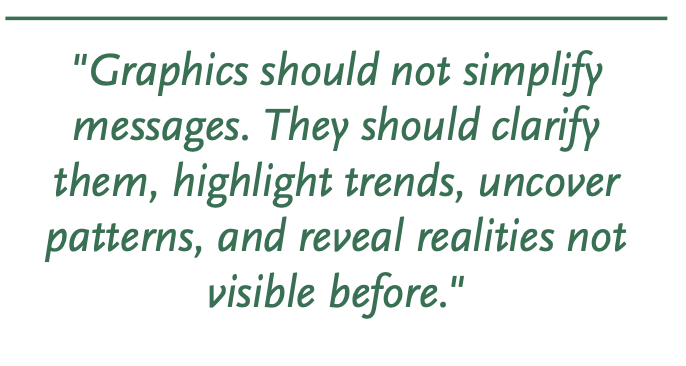 "Graphics should not simplify
messages. They should clarify
them, highlight trends, uncover
patterns, and reveal realities not
visible before."